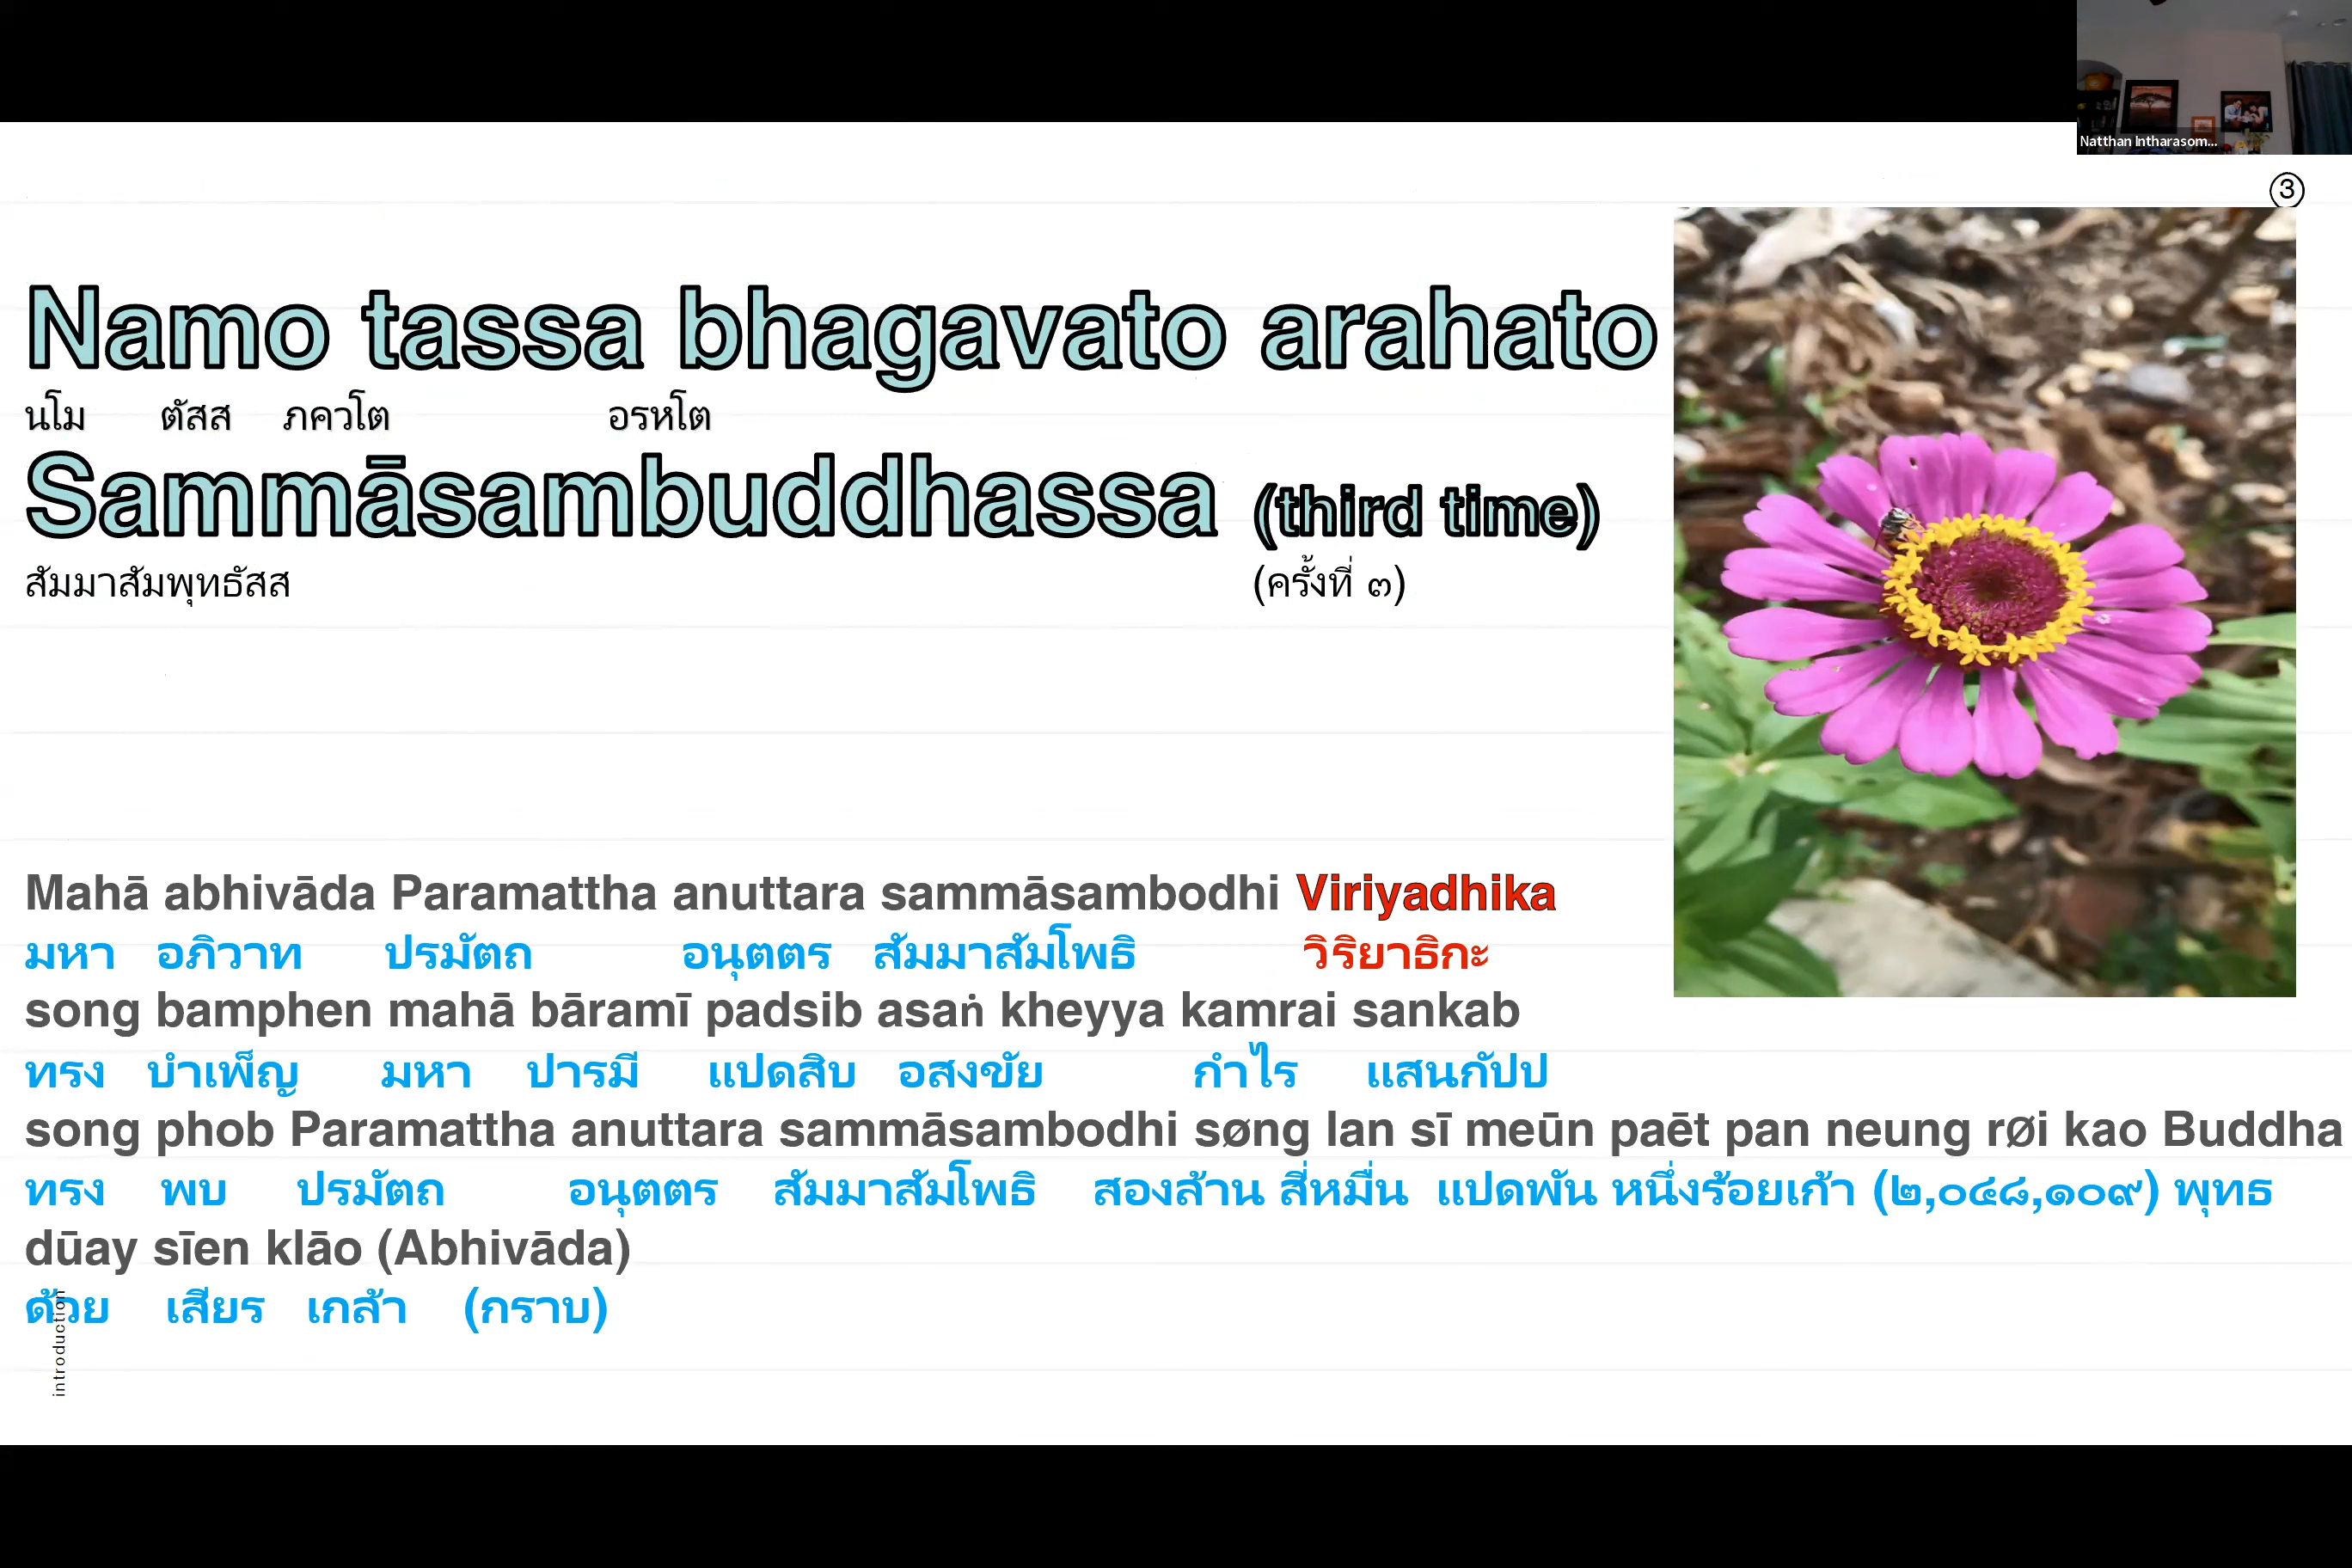 Natthan Intharasom...
3
Namo tassa bhagavato arahato
นโม ตัสส ภควโต อรหโต
Sammāsambuddhassa (third time)
สัมมาสัมพุทธัสส (ครั้งที่ ๓)
Mahā abhivāda Paramattha anuttara sammāsambodhi Viriyadhika
มหา อภิวาท ปรมัตถ อนุตตร สัมมาสัมโพธิ วิริยาธิกะ
song bamphen mahā bāramī padsib asaṅ kheyya kamrai sankab
ทรง บำเพ็ญ มหา ปารมี แปดสิบ อสงขัย กำไร แสนกัปป
song phob Paramattha anuttara sammāsambodhi søng lan sī meūn paēt pan neung rØi kao Buddha
ทรง พบ ปรมัตถ อนุตตร สัมมาสัมโพธิ สองล้าน สี่หมื่น แปดพัน หนึ่งร้อยเก้า (๒,๐๔๘,๑๐๙) พุทธ
dūay sīen klāo (Abhivāda)
ด้วย เสียร เกล้า (กราบ)
introduction